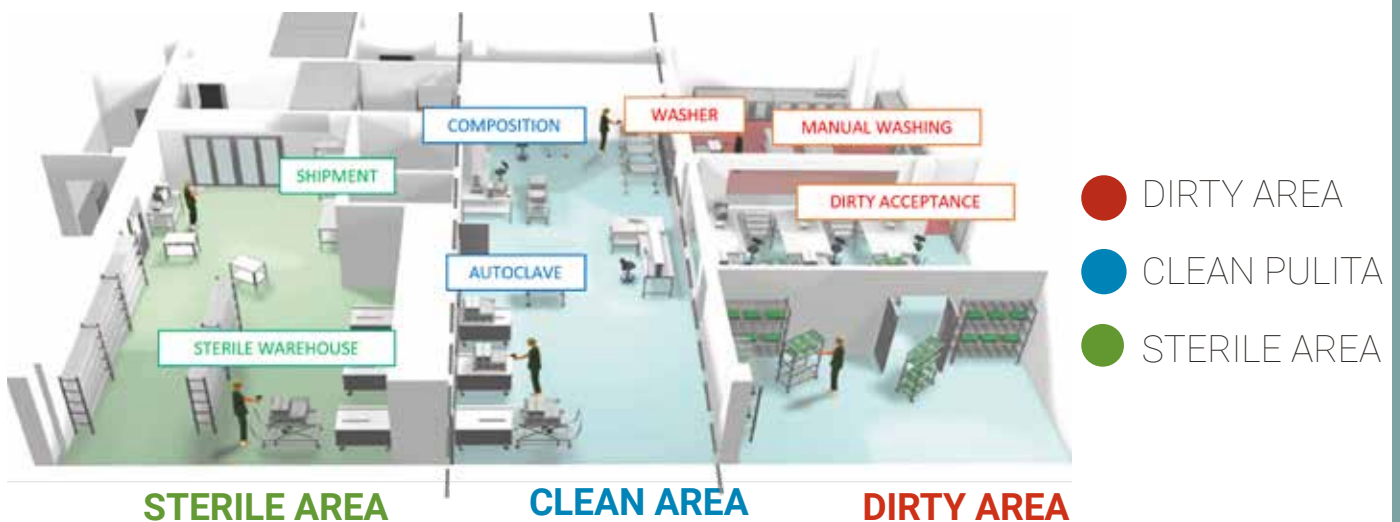 COMPOSITION
WASHER
MANUAL WASHING
SHIPMENT
DIRTY ACCEPTANCE
AUTOCLAVE
STERILE WAREHOUSE
DIRTY AREA
CLEAN PULITA
STERILE AREA
STERILE AREA
CLEAN AREA
DIRTY AREA